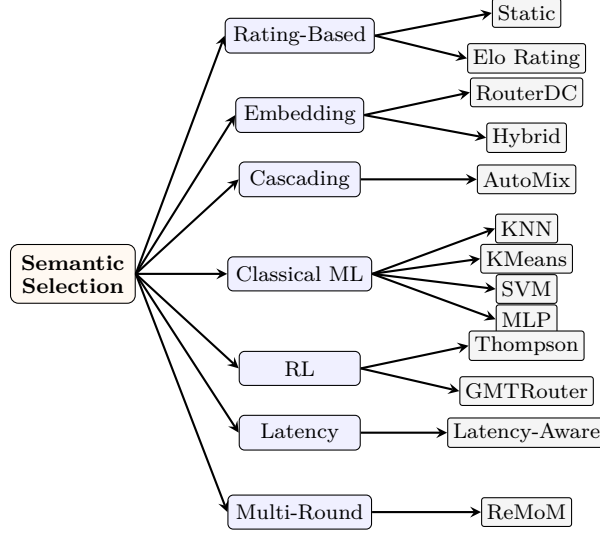 Semantic
Selection
Rating-Based
Static
Elo Rating
Embedding
RouterDC
Hybrid
Cascading
AutoMix
Classical ML
KNN
KMeans
SVM
MLP
RL
Thompson
GMTRouter
Latency
Latency-Aware
Multi-Round
ReMoM